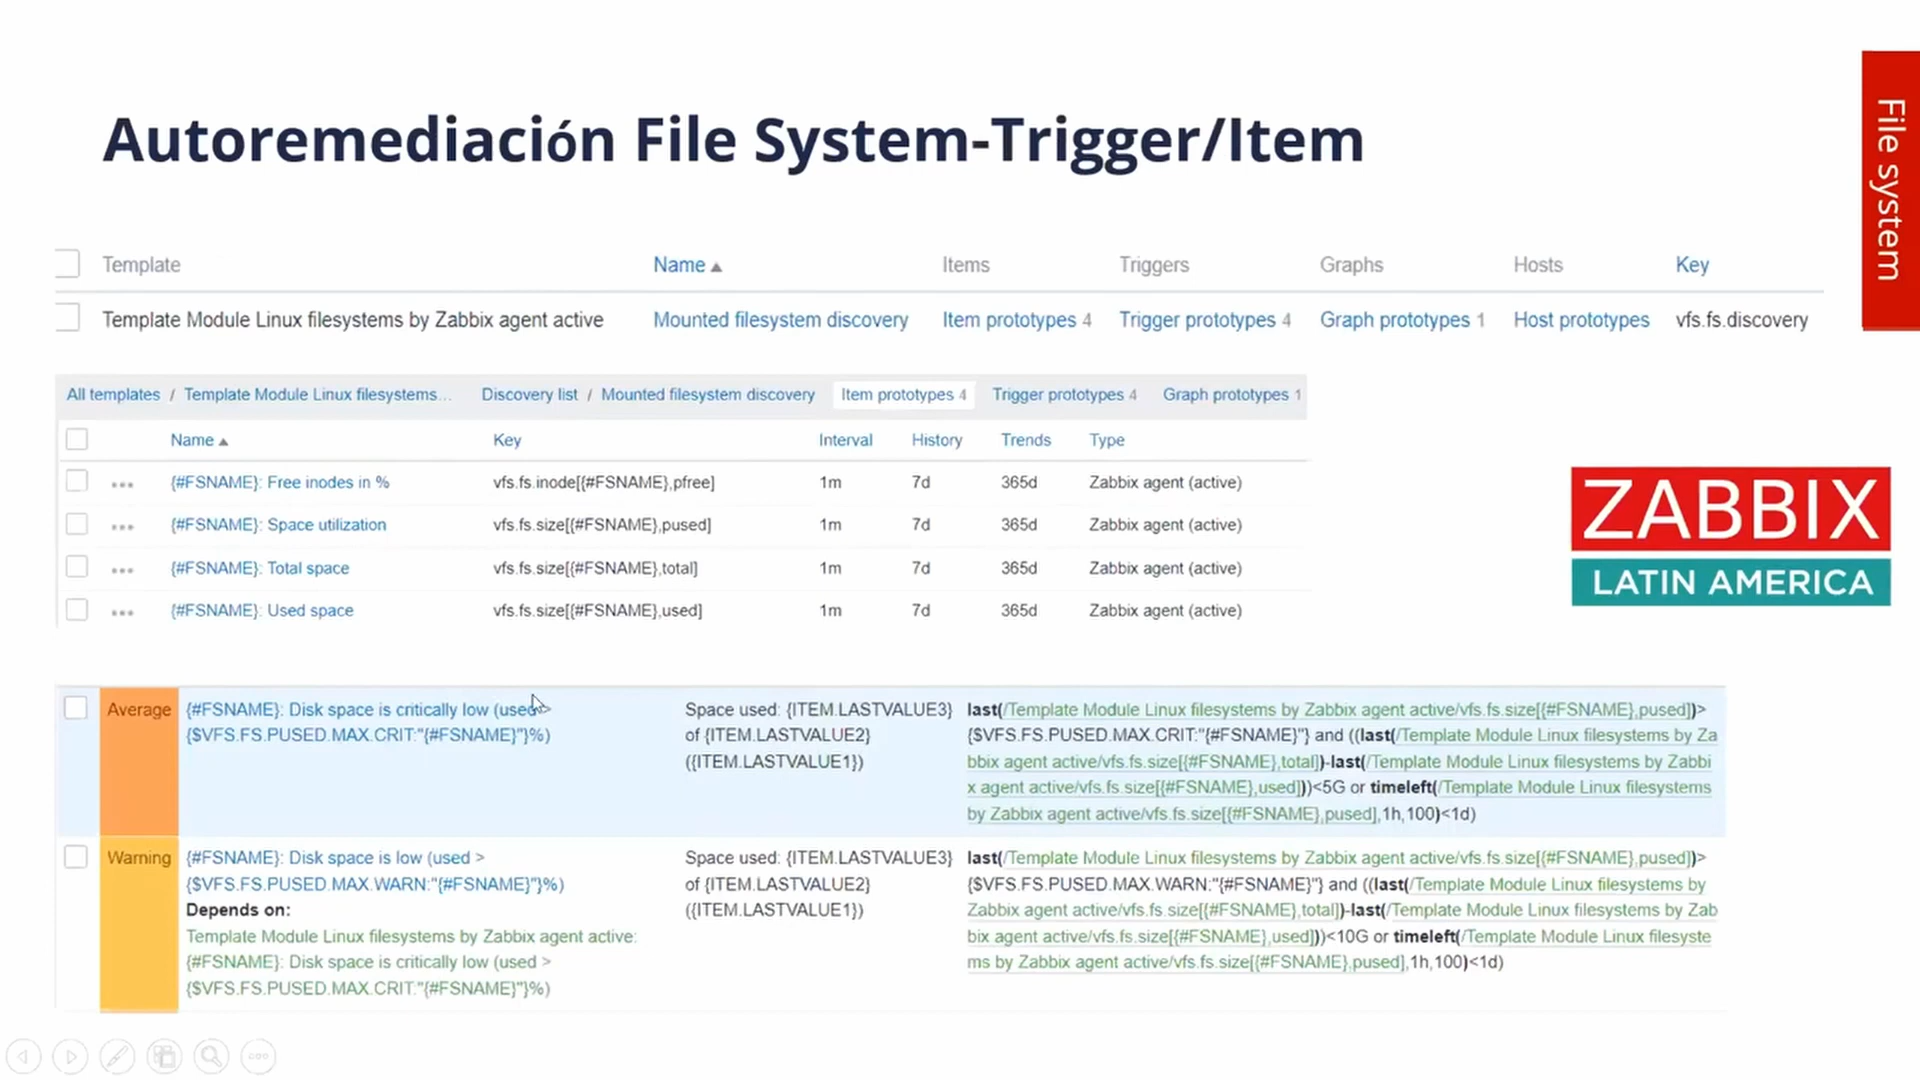 Autoremediación File System-Trigger/Item
File system
Template Name Items Triggers Graphs Hosts Key
Template Module Linux filesystems by Zabbix agent active Mounted filesystem discovery Item prototypes 4 Trigger prototypes 4 Graph prototypes 1 Host prototypes vfs.fs.discovery
All templates / Template Module Linux filesystems... Discovery list / Mounted filesystem discovery Item prototypes 4 Trigger prototypes 4 Graph prototypes 1
Name Key Interval History Trends Type
{#FSNAME}: Free inodes in % vfs.fs.inode[{#FSNAME},pfree] 1m 7d 365d Zabbix agent (active)
{#FSNAME}: Space utilization vfs.fs.size[{#FSNAME},pused] 1m 7d 365d Zabbix agent (active)
{#FSNAME}: Total space vfs.fs.size[{#FSNAME},total] 1m 7d 365d Zabbix agent (active)
{#FSNAME}: Used space vfs.fs.size[{#FSNAME},used] 1m 7d 365d Zabbix agent (active)
ZABBIX
LATIN AMERICA
Average
{#FSNAME}: Disk space is critically low (used >
{$VFS.FS.PUSED.MAX.CRIT:"{#FSNAME}"}%)
Space used: {ITEM.LASTVALUE3}
of {ITEM.LASTVALUE2}
({ITEM.LASTVALUE1})
last(/Template Module Linux filesystems by Zabbix agent active/vfs.fs.size[{#FSNAME},pused])>
{$VFS.FS.PUSED.MAX.CRIT:"{#FSNAME}"} and ((last(/Template Module Linux filesystems by Za
bbix agent active/vfs.fs.size[{#FSNAME},total])-last(/Template Module Linux filesystems by Zabbi
x agent active/vfs.fs.size[{#FSNAME},used]))<5G or timeleft(/Template Module Linux filesystems
by Zabbix agent active/vfs.fs.size[{#FSNAME},pused],1h,100)<1d)
Warning
{#FSNAME}: Disk space is low (used >
{$VFS.FS.PUSED.MAX.WARN:"{#FSNAME}"}%)
Depends on:
Template Module Linux filesystems by Zabbix agent active:
{#FSNAME}: Disk space is critically low (used >
{$VFS.FS.PUSED.MAX.CRIT:"{#FSNAME}"}%)
Space used: {ITEM.LASTVALUE3}
of {ITEM.LASTVALUE2}
({ITEM.LASTVALUE1})
last(/Template Module Linux filesystems by Zabbix agent active/vfs.fs.size[{#FSNAME},pused])>
{$VFS.FS.PUSED.MAX.WARN:"{#FSNAME}"} and ((last(/Template Module Linux filesystems by
Zabbix agent active/vfs.fs.size[{#FSNAME},total])-last(/Template Module Linux filesystems by Zab
bix agent active/vfs.fs.size[{#FSNAME},used]))<10G or timeleft(/Template Module Linux filesyste
ms by Zabbix agent active/vfs.fs.size[{#FSNAME},pused],1h,100)<1d)